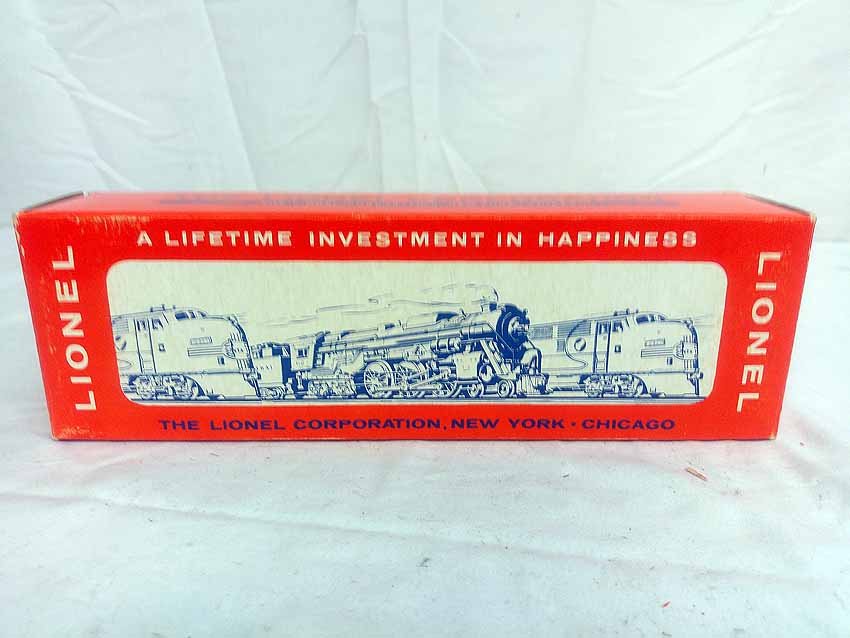 A LIFETIME INVESTMENT IN HAPPINESS
LIONEL
LIONEL
THE LIONEL CORPORATION, NEW YORK • CHICAGO